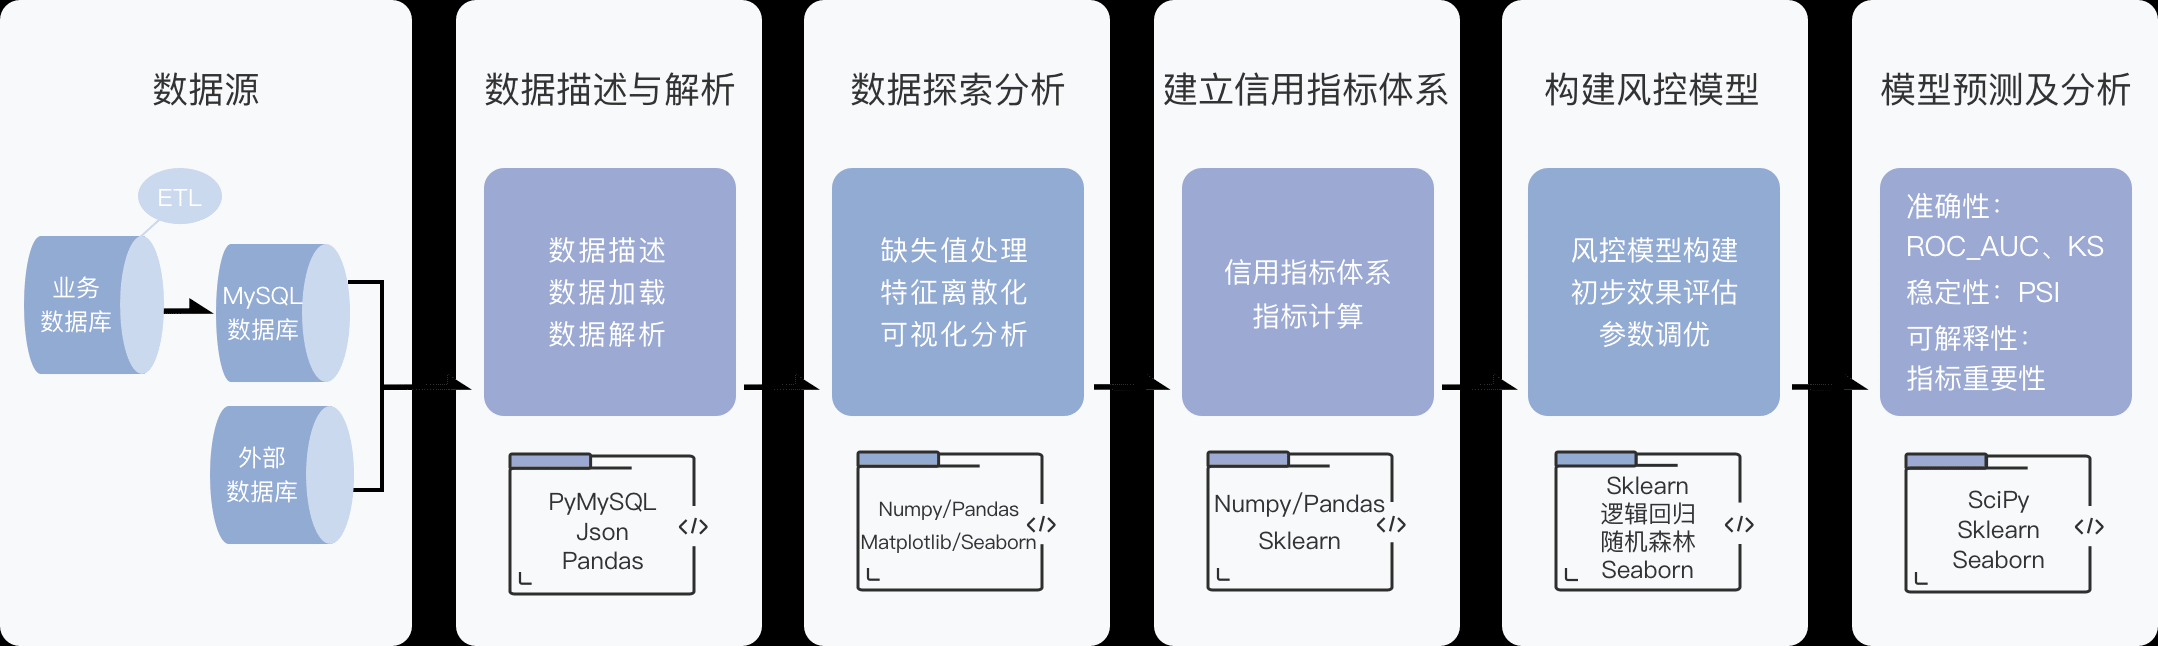 数据源
ETL
业务
数据库
MySQL
数据库
外部
数据库
数据描述与解析
数据描述
数据加载
数据解析
PyMySQL
Json
Pandas
</>
数据探索分析
缺失值处理
特征离散化
可视化分析
Numpy/Pandas
Matplotlib/Seaborn
</>
建立信用指标体系
信用指标体系
指标计算
Numpy/Pandas
Sklearn
</>
构建风控模型
风控模型构建
初步效果评估
参数调优
Sklearn
逻辑回归
随机森林
Seaborn
</>
模型预测及分析
准确性：
ROC_AUC、KS
稳定性：PSI
可解释性：
指标重要性
SciPy
Sklearn
Seaborn
</>